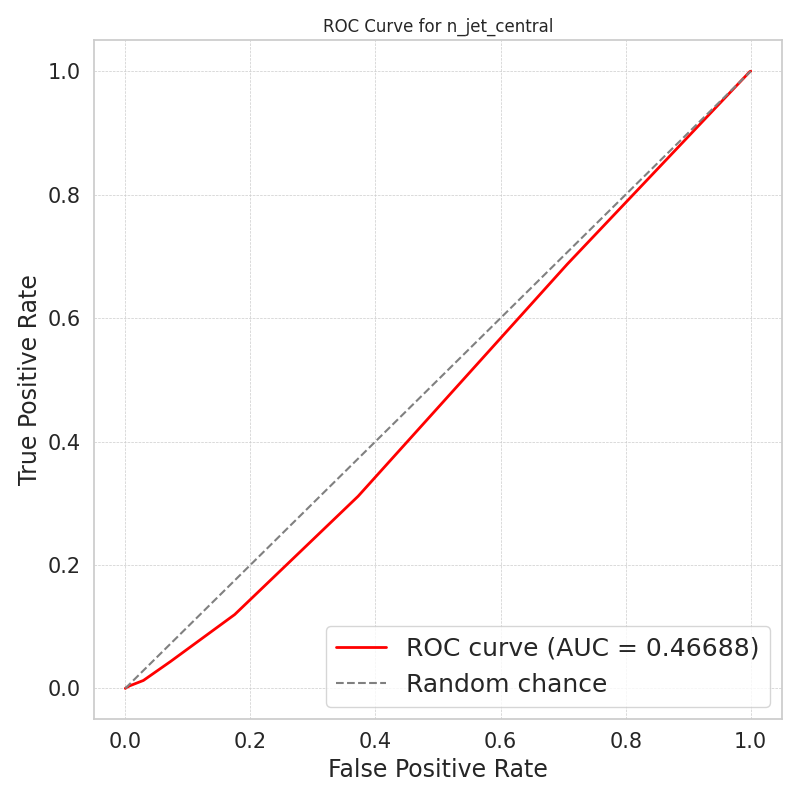 ROC Curve for n_jet_central
1.0
0.8
0.6
0.4
0.2
0.0
True Positive Rate
ROC curve (AUC = 0.46688)
Random chance
0.0 0.2 0.4 0.6 0.8 1.0
False Positive Rate